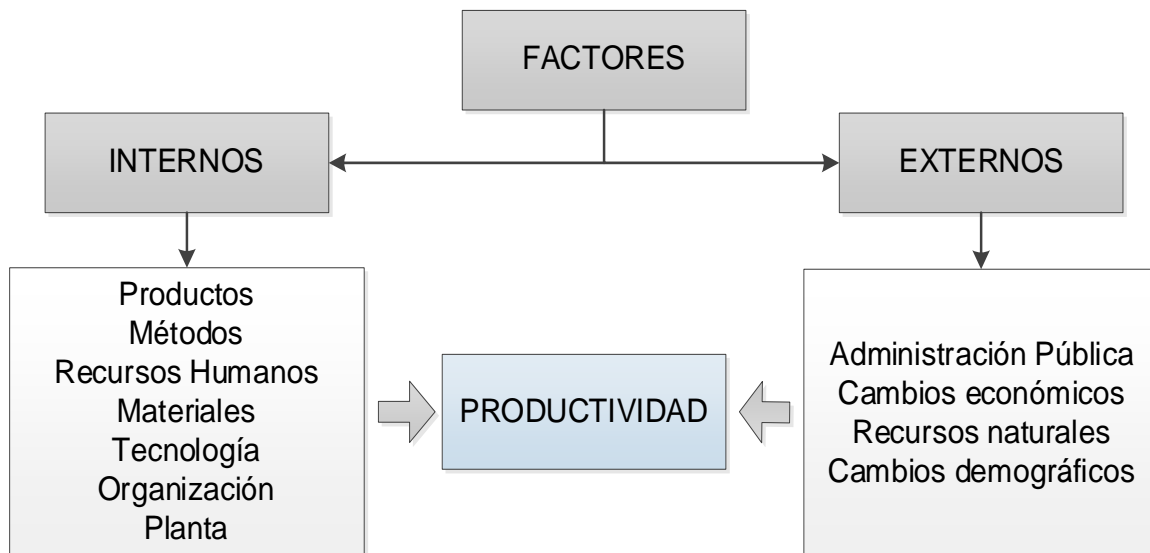 FACTORES
INTERNOS
EXTERNOS
Productos
Métodos
Recursos Humanos
Materiales
Tecnología
Organización
Planta
PRODUCTIVIDAD
Administración Pública
Cambios económicos
Recursos naturales
Cambios demográficos